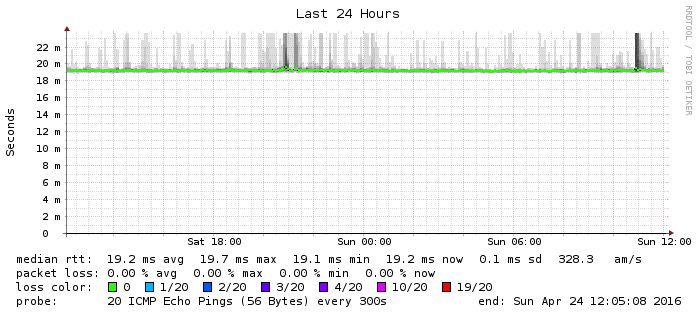 Last 24 Hours
RRDTOOL / TOBI OETIKER
Seconds
22 m
20 m
18 m
16 m
14 m
12 m
10 m
8 m
6 m
4 m
2 m
0
Sat 18:00 Sun 00:00 Sun 06:00 Sun 12:00
median rtt: 19.2 ms avg 19.7 ms max 19.1 ms min 19.2 ms now 0.1 ms sd 328.3 am/s
packet loss: 0.00 % avg 0.00 % max 0.00 % min 0.00 % now
loss color: 0 1/20 2/20 3/20 4/20 10/20 19/20
probe: 20 ICMP Echo Pings (56 Bytes) every 300s end: Sun Apr 24 12:05:08 2016